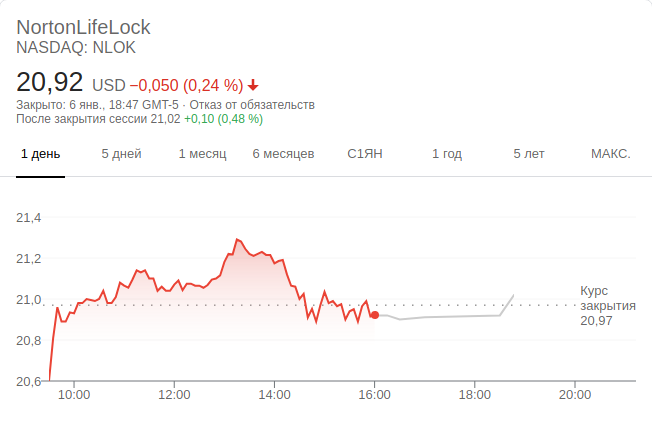 NortonLifeLock
NASDAQ: NLOK
20,92 USD −0,050 (0,24 %)
Закрыто: 6 янв., 18:47 GMT-5 · Отказ от обязательств
После закрытия сессии 21,02 +0,10 (0,48 %)
1 день 5 дней 1 месяц 6 месяцев С1ЯН 1 год 5 лет МАКС.
21,4
21,2
21,0
20,8
20,6
Курс
закрытия
20,97
10:00 12:00 14:00 16:00 18:00 20:00